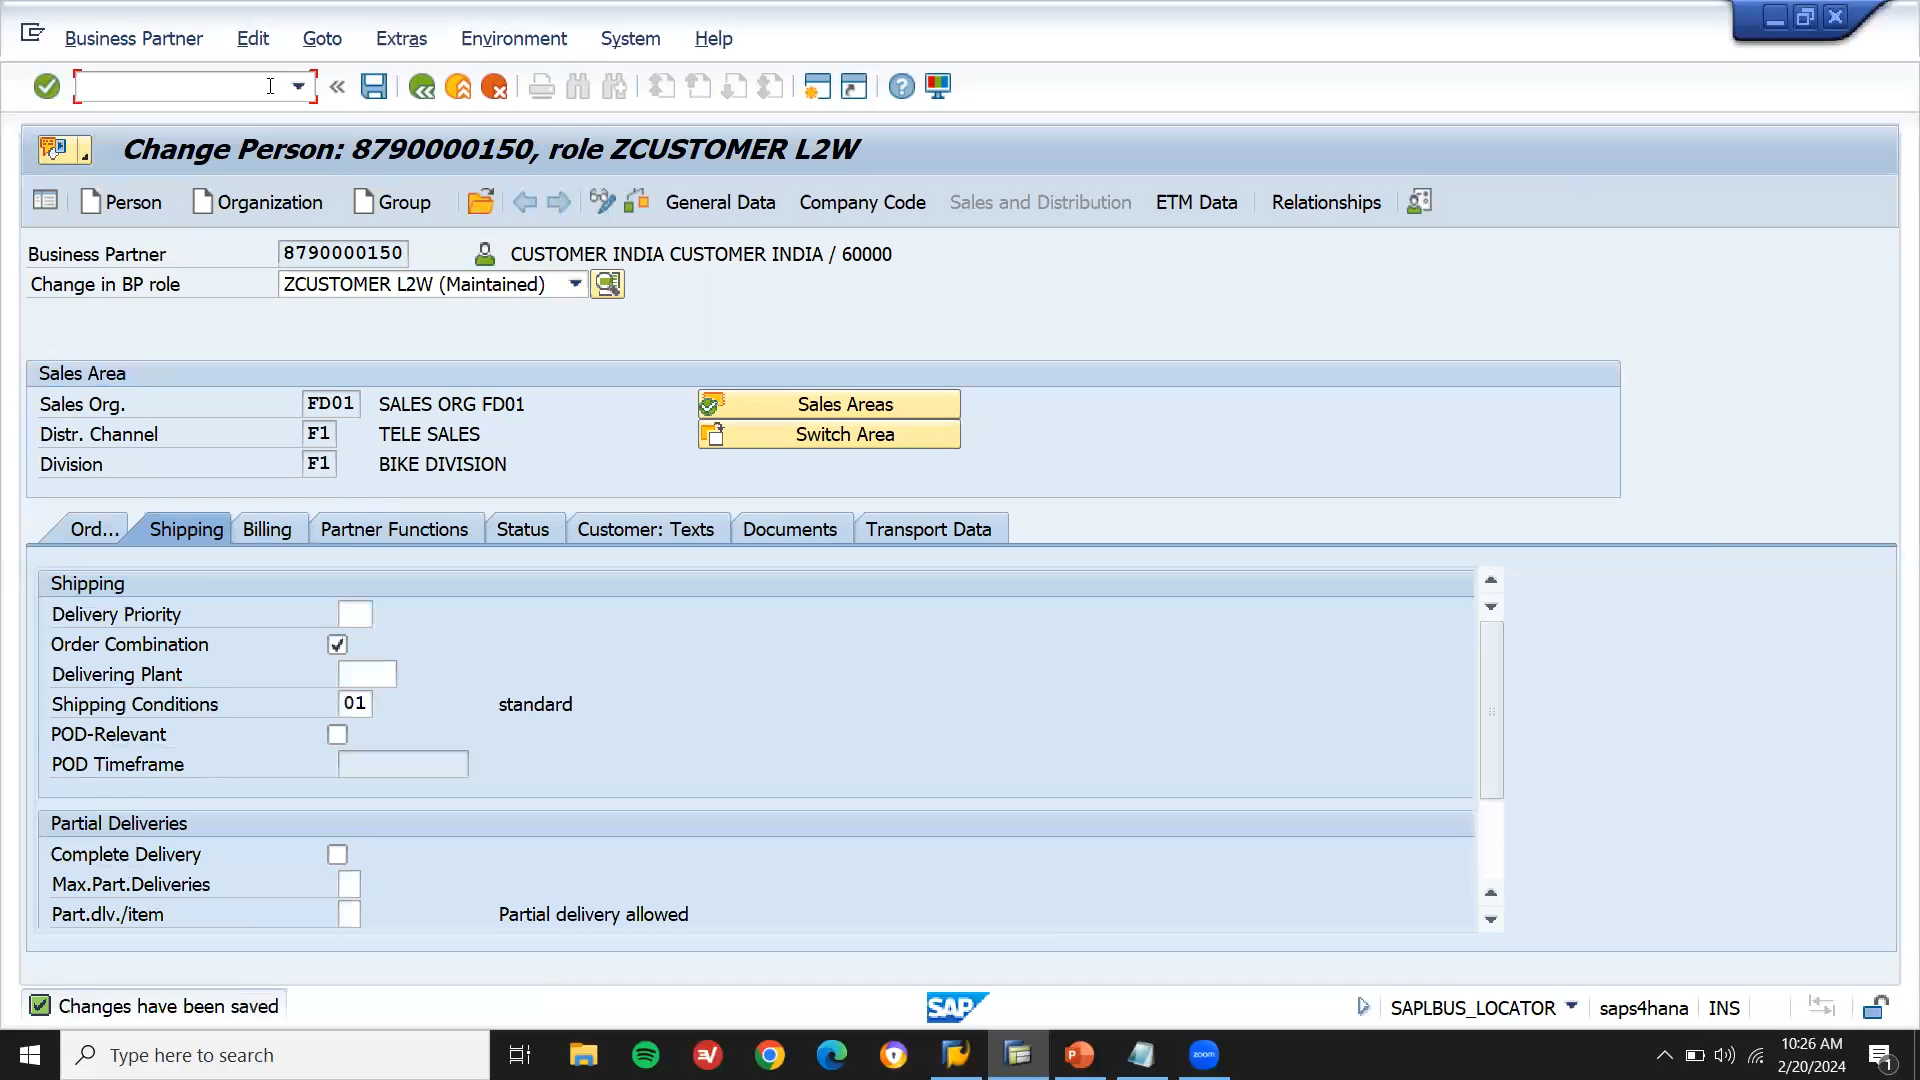 Business Partner Edit Goto Extras Environment System Help
Change Person: 8790000150, role ZCUSTOMER L2W
Person Organization Group General Data Company Code Sales and Distribution ETM Data Relationships
Business Partner 8790000150 CUSTOMER INDIA CUSTOMER INDIA / 60000
Change in BP role ZCUSTOMER L2W (Maintained)
Sales Area
Sales Org. FD01 SALES ORG FD01 Sales Areas
Distr. Channel F1 TELE SALES Switch Area
Division F1 BIKE DIVISION
Ord... Shipping Billing Partner Functions Status Customer: Texts Documents Transport Data
Shipping
Delivery Priority
Order Combination
Delivering Plant
Shipping Conditions 01 standard
POD-Relevant
POD Timeframe
Partial Deliveries
Complete Delivery
Max.Part.Deliveries
Part.dlv./item Partial delivery allowed
Changes have been saved SAP SAPLBUS_LOCATOR saps4hana INS
Type here to search zoom 10:26 AM
2/20/2024 1